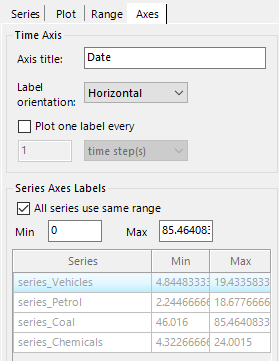 Series Plot Range Axes
Time Axis
Axis title: Date
Label orientation: Horizontal
Plot one label every
1 time step(s)
Series Axes Labels
All series use same range
Min 0 Max 85.464083
Series Min Max
series_Vehicles 4.84483333 19.4335833
series_Petrol 2.24466666 18.6776666
series_Coal 46.016 85.4640833
series_Chemicals 4.32266666 24.0015